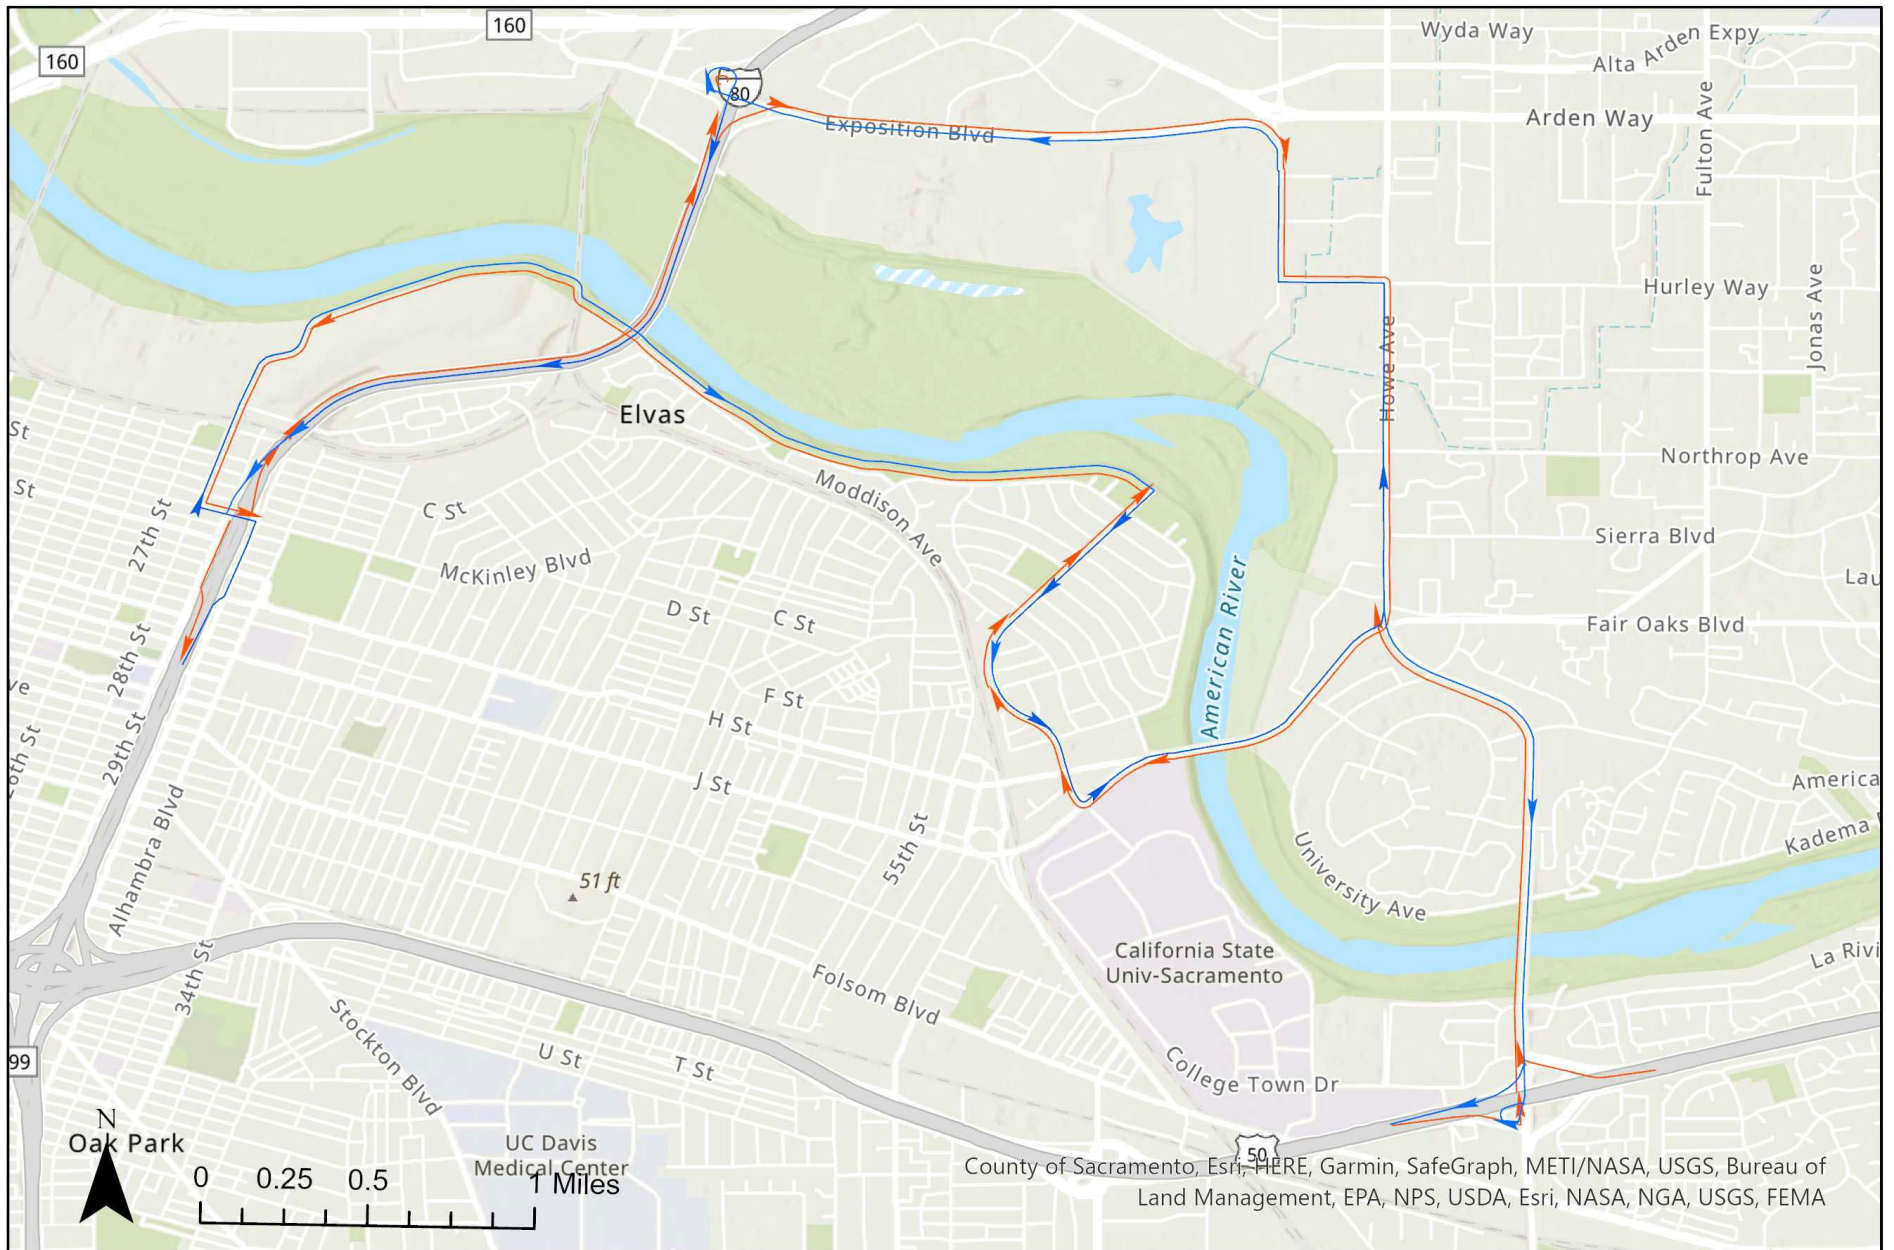 160
160
Wyda Way
Alta Arden Expy
80
Exposition Blvd
Arden Way
Fulton Ave
Hurley Way
Jonas Ave
Howe Ave
Elvas
St
St
Northrop Ave
Moddison Ave
C St
27th St
McKinley Blvd
Sierra Blvd
Lau
D St
C St
American River
Fair Oaks Blvd
28th St
ve
F St
H St
29th St
J St
America
Kadema
Alhambra Blvd
55th St
University Ave
51 ft
California State
Univ-Sacramento
La Rivi
34th St
Folsom Blvd
Stockton Blvd
U St
T St
College Town Dr
99
N
Oak Park
UC Davis
Medical Center
50
0 0.25 0.5 1 Miles
County of Sacramento, Esri, HERE, Garmin, SafeGraph, METI/NASA, USGS, Bureau of
Land Management, EPA, NPS, USDA, Esri, NASA, NGA, USGS, FEMA